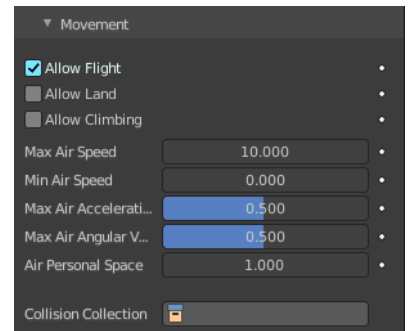 Movement
Allow Flight
Allow Land
Allow Climbing
Max Air Speed 10.000
Min Air Speed 0.000
Max Air Accelerati... 0.500
Max Air Angular V... 0.500
Air Personal Space 1.000
Collision Collection